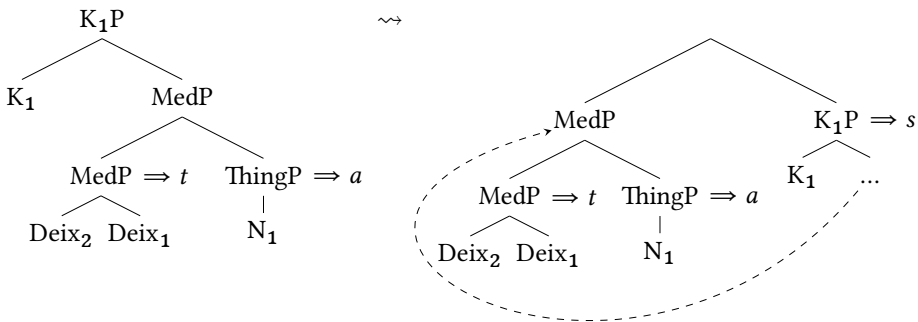 K₁P ⇝
K₁ MedP MedP K₁P ⇒ s
MedP ⇒ t ThingP ⇒ a MedP ⇒ t ThingP ⇒ a K₁ ...
Deix₂ Deix₁ N₁ Deix₂ Deix₁ N₁